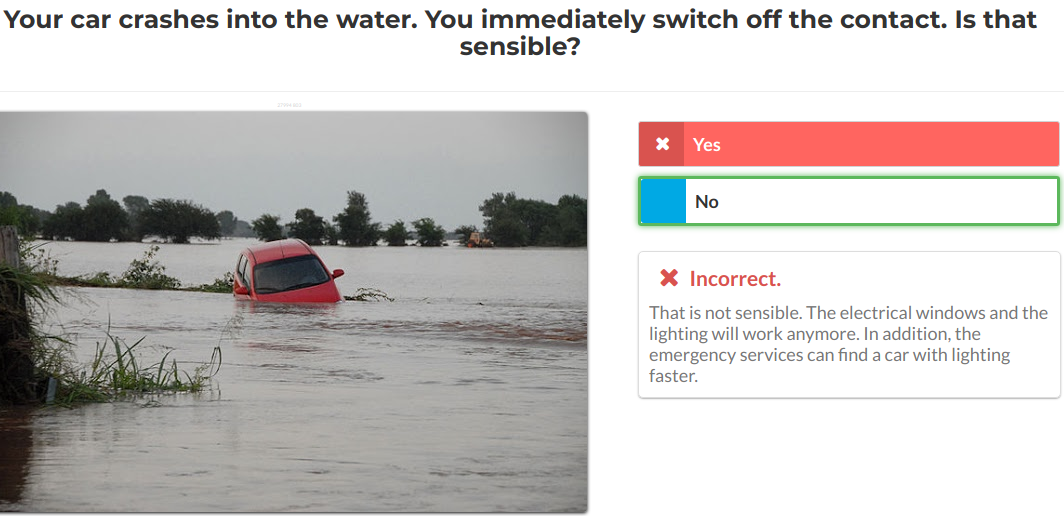 Your car crashes into the water. You immediately switch off the contact. Is that
sensible?
Yes
No
Incorrect.
That is not sensible. The electrical windows and the
lighting will work anymore. In addition, the
emergency services can find a car with lighting
faster.